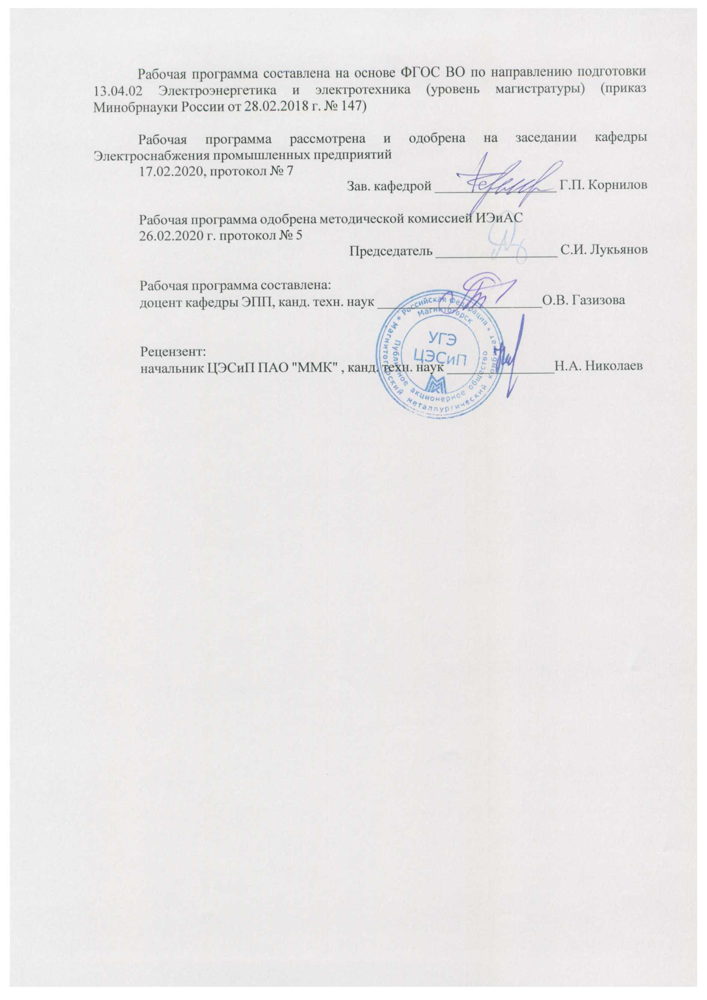 Рабочая программа составлена на основе ФГОС ВО по направлению подготовки
13.04.02 Электроэнергетика и электротехника (уровень магистратуры) (приказ
Минобрнауки России от 28.02.2018 г. № 147)
Рабочая программа рассмотрена и одобрена на заседании кафедры
Электроснабжения промышленных предприятий
17.02.2020, протокол № 7
Зав. кафедрой ________________ Г.П. Корнилов
Рабочая программа одобрена методической комиссией ИЭиАС
26.02.2020 г. протокол № 5
Председатель ________________ С.И. Лукьянов
Рабочая программа составлена:
доцент кафедры ЭПП, канд. техн. наук ______________________О.В. Газизова
Рецензент:
начальник ЦЭСиП ПАО "ММК" , канд. техн. наук ______________Н.А. Николаев
Российская Федерация * Магнитогорский металлургический комбинат *
Магнитогорск
Публичное акционерное общество
УГЭ
ЦЭСиП